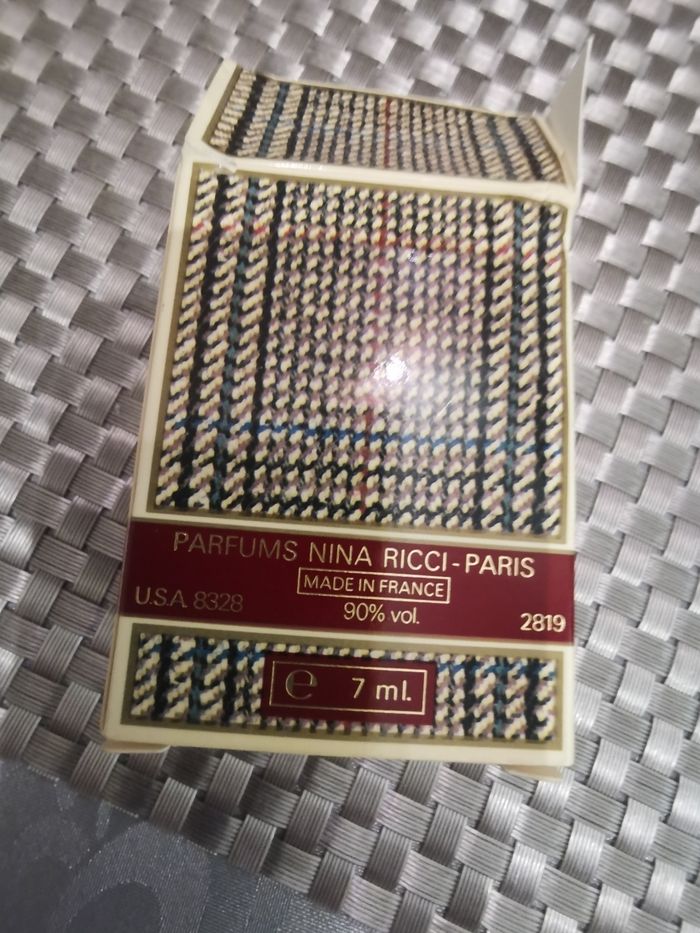 PARFUMS NINA RICCI-PARIS
MADE IN FRANCE
U.S.A. 8328 90% vol. 2819
e 7 ml.